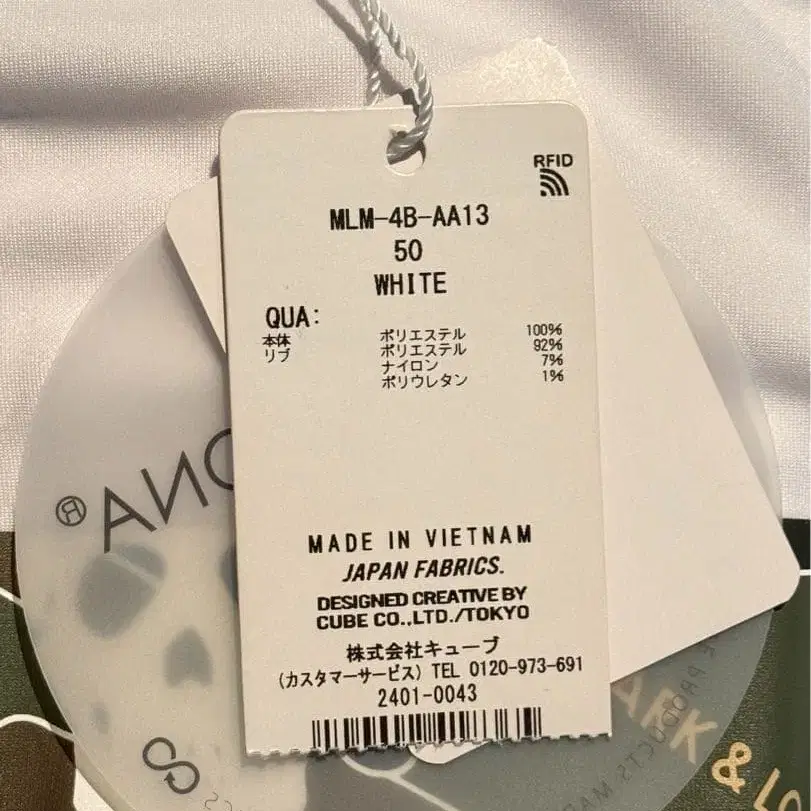 RFID
MLM-4B-AA13
50
WHITE
QUA:
本体 ポリエステル 100%
リブ ポリエステル 92%
ナイロン 7%
ポリウレタン 1%
MADE IN VIETNAM
JAPAN FABRICS.
DESIGNED CREATIVE BY
CUBE CO.,LTD./TOKYO
株式会社キューブ
(カスタマーサービス) TEL 0120-973-691
2401-0043
ARK & LO